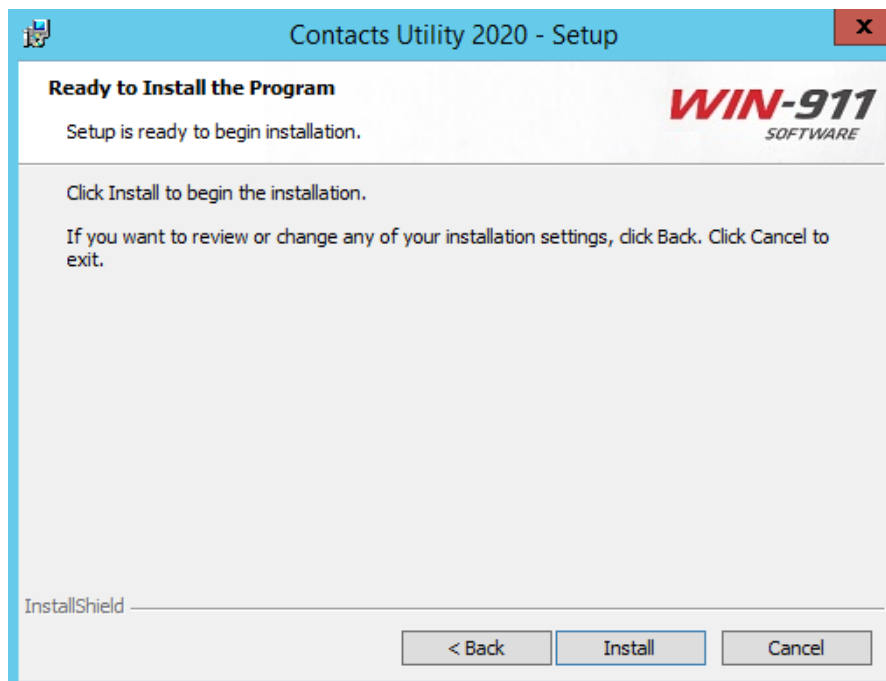 Contacts Utility 2020 - Setup
x
Ready to Install the Program
Setup is ready to begin installation.
WIN-911
SOFTWARE
Click Install to begin the installation.
If you want to review or change any of your installation settings, click Back. Click Cancel to
exit.
InstallShield
< Back
Install
Cancel